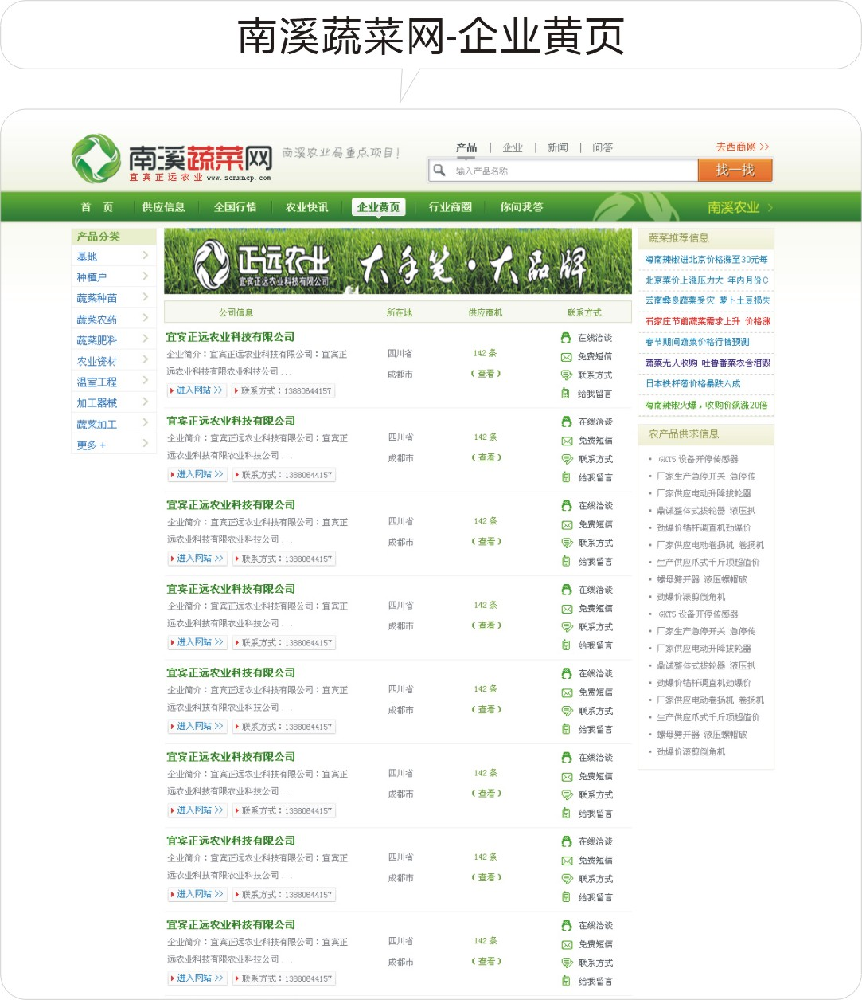 南溪蔬菜网-企业黄页
南溪蔬菜网
宜宾正远农业 www.scnxncp.com
南溪农业局重点项目!
产品 | 企业 | 新闻 | 问答
去西商网 >>
输入产品名称
找一找
首 页 供应信息 全国行情 农业快讯 企业黄页 行业商圈 你问我答
南溪农业 >
产品分类
基地
种植户
蔬菜种苗
蔬菜农药
蔬菜肥料
农业资材
温室工程
加工器械
蔬菜加工
更多 +
正远农业
宜宾正远农业科技有限公司
大手笔·大品牌
公司信息 所在地 供应商机 联系方式
宜宾正远农业科技有限公司
企业简介：宜宾正远农业科技有限公司：宜宾正
远农业科技有限农业科技公司 ...
进入网站 >> 联系方式：13880644157
四川省
成都市
142 条
（查看）
在线洽谈
免费短信
联系方式
给我留言
宜宾正远农业科技有限公司
企业简介：宜宾正远农业科技有限公司：宜宾正
远农业科技有限农业科技公司 ...
进入网站 >> 联系方式：13880644157
四川省
成都市
142 条
（查看）
在线洽谈
免费短信
联系方式
给我留言
宜宾正远农业科技有限公司
企业简介：宜宾正远农业科技有限公司：宜宾正
远农业科技有限农业科技公司 ...
进入网站 >> 联系方式：13880644157
四川省
成都市
142 条
（查看）
在线洽谈
免费短信
联系方式
给我留言
宜宾正远农业科技有限公司
企业简介：宜宾正远农业科技有限公司：宜宾正
远农业科技有限农业科技公司 ...
进入网站 >> 联系方式：13880644157
四川省
成都市
142 条
（查看）
在线洽谈
免费短信
联系方式
给我留言
宜宾正远农业科技有限公司
企业简介：宜宾正远农业科技有限公司：宜宾正
远农业科技有限农业科技公司 ...
进入网站 >> 联系方式：13880644157
四川省
成都市
142 条
（查看）
在线洽谈
免费短信
联系方式
给我留言
宜宾正远农业科技有限公司
企业简介：宜宾正远农业科技有限公司：宜宾正
远农业科技有限农业科技公司 ...
进入网站 >> 联系方式：13880644157
四川省
成都市
142 条
（查看）
在线洽谈
免费短信
联系方式
给我留言
宜宾正远农业科技有限公司
企业简介：宜宾正远农业科技有限公司：宜宾正
远农业科技有限农业科技公司 ...
进入网站 >> 联系方式：13880644157
四川省
成都市
142 条
（查看）
在线洽谈
免费短信
联系方式
给我留言
宜宾正远农业科技有限公司
企业简介：宜宾正远农业科技有限公司：宜宾正
远农业科技有限农业科技公司 ...
进入网站 >> 联系方式：13880644157
四川省
成都市
142 条
（查看）
在线洽谈
免费短信
联系方式
给我留言
蔬菜推荐信息
海南辣椒进北京价格涨至30元每
北京菜价上涨压力大 年内月份C
云南彝良蔬菜受灾 萝卜土豆损失
石家庄节前蔬菜需求上升 价格涨
春节期间蔬菜价格行情预测
蔬菜无人收购 吐鲁番菜农含泪毁
日本铁杆葱价格暴跌六成
海南辣椒火爆，收购价飙涨20倍
农产品供求信息
GKT5 设备开停传感器
厂家生产急停开关 急停传
厂家供应电动升降拔轮器
鼎诚整体式拔轮器 液压扒
劲爆价锚杆调直机劲爆价
厂家供应电动卷扬机 卷扬机
生产供应爪式千斤顶超值价
螺母劈开器 液压螺帽破
劲爆价滚剪倒角机
GKT5 设备开停传感器
厂家生产急停开关 急停传
厂家供应电动升降拔轮器
鼎诚整体式拔轮器 液压扒
劲爆价锚杆调直机劲爆价
厂家供应电动卷扬机 卷扬机
生产供应爪式千斤顶超值价
螺母劈开器 液压螺帽破
劲爆价滚剪倒角机